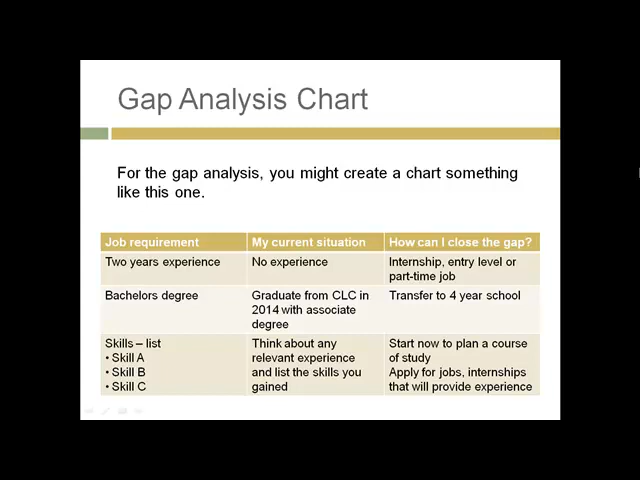 Gap Analysis Chart
For the gap analysis, you might create a chart something
like this one.
Job requirement
My current situation
How can I close the gap?
Two years experience
No experience
Internship, entry level or
part-time job
Bachelors degree
Graduate from CLC in
2014 with associate
degree
Transfer to 4 year school
Skills – list
• Skill A
• Skill B
• Skill C
Think about any
relevant experience
and list the skills you
gained
Start now to plan a course
of study
Apply for jobs, internships
that will provide experience